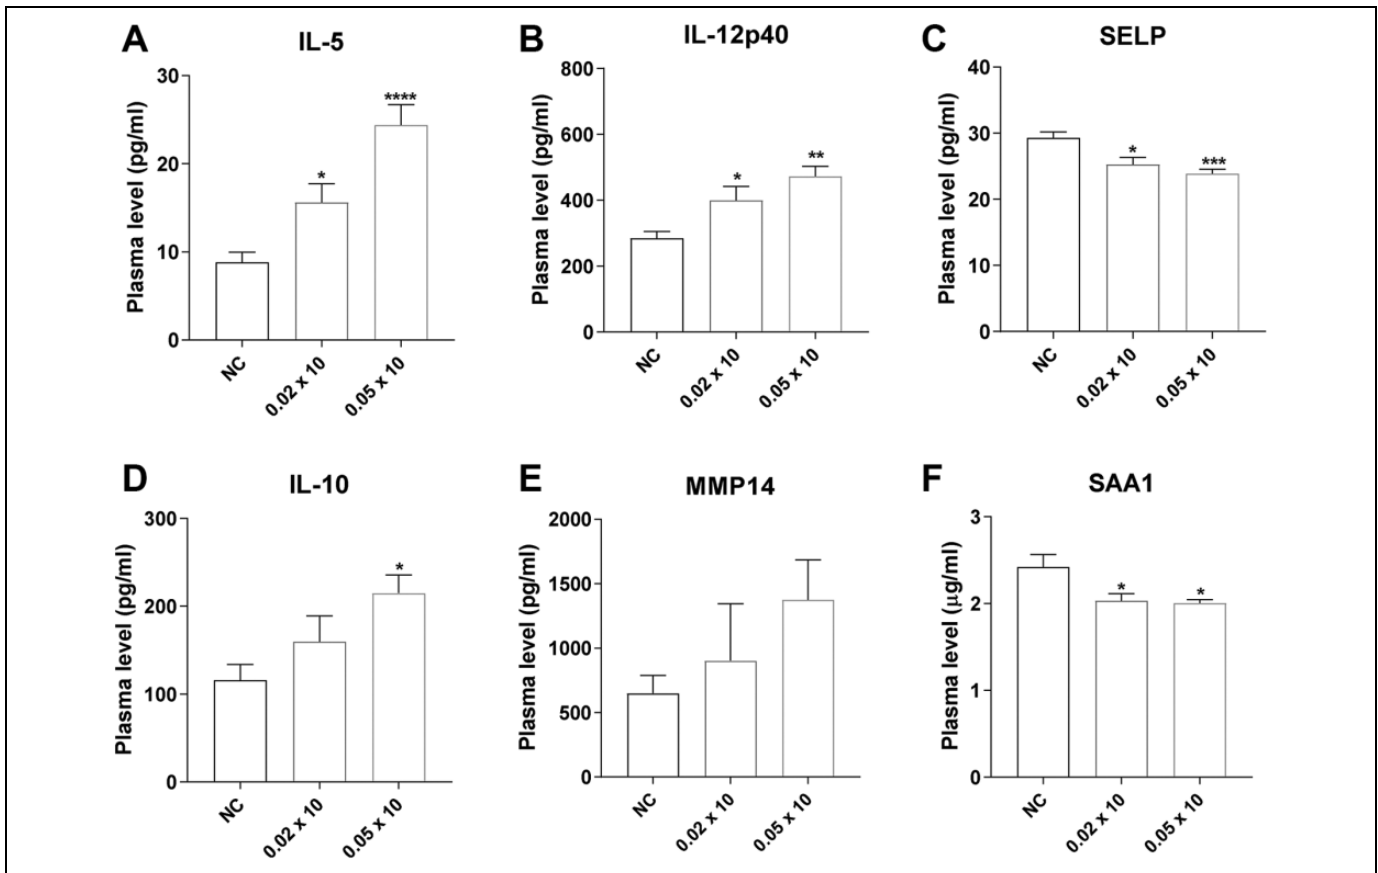 A
IL-5
Plasma level (pg/ml)
30
20
10
0
*
****
NC
0.02 x 10
0.05 x 10
B
IL-12p40
Plasma level (pg/ml)
800
600
400
200
0
*
**
NC
0.02 x 10
0.05 x 10
C
SELP
Plasma level (pg/ml)
40
30
20
10
0
*
***
NC
0.02 x 10
0.05 x 10
D
IL-10
Plasma level (pg/ml)
300
200
100
0
*
NC
0.02 x 10
0.05 x 10
E
MMP14
Plasma level (pg/ml)
2000
1500
1000
500
0
NC
0.02 x 10
0.05 x 10
F
SAA1
Plasma level (μg/ml)
3
2
1
0
*
*
NC
0.02 x 10
0.05 x 10